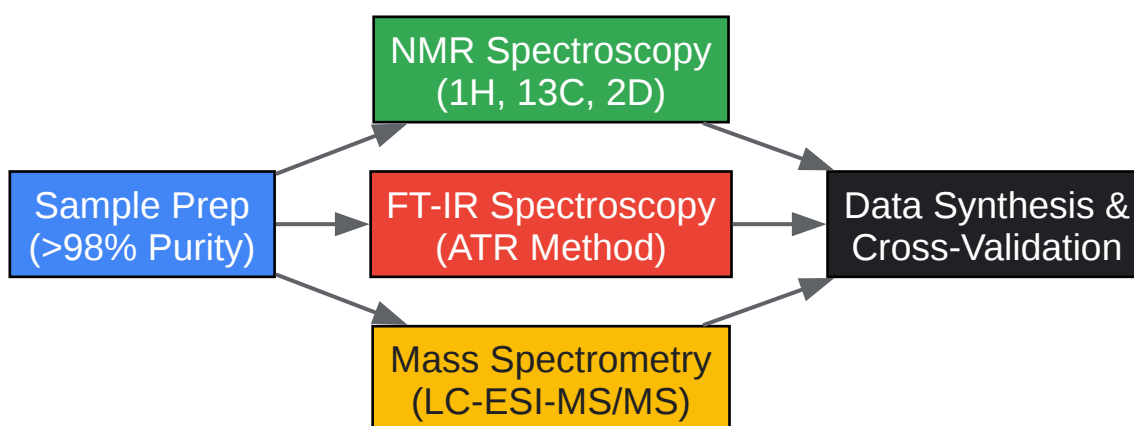 NMR Spectroscopy
(1H, 13C, 2D)
Sample Prep
(>98% Purity)
FT-IR Spectroscopy
(ATR Method)
Data Synthesis &
Cross-Validation
Mass Spectrometry
(LC-ESI-MS/MS)